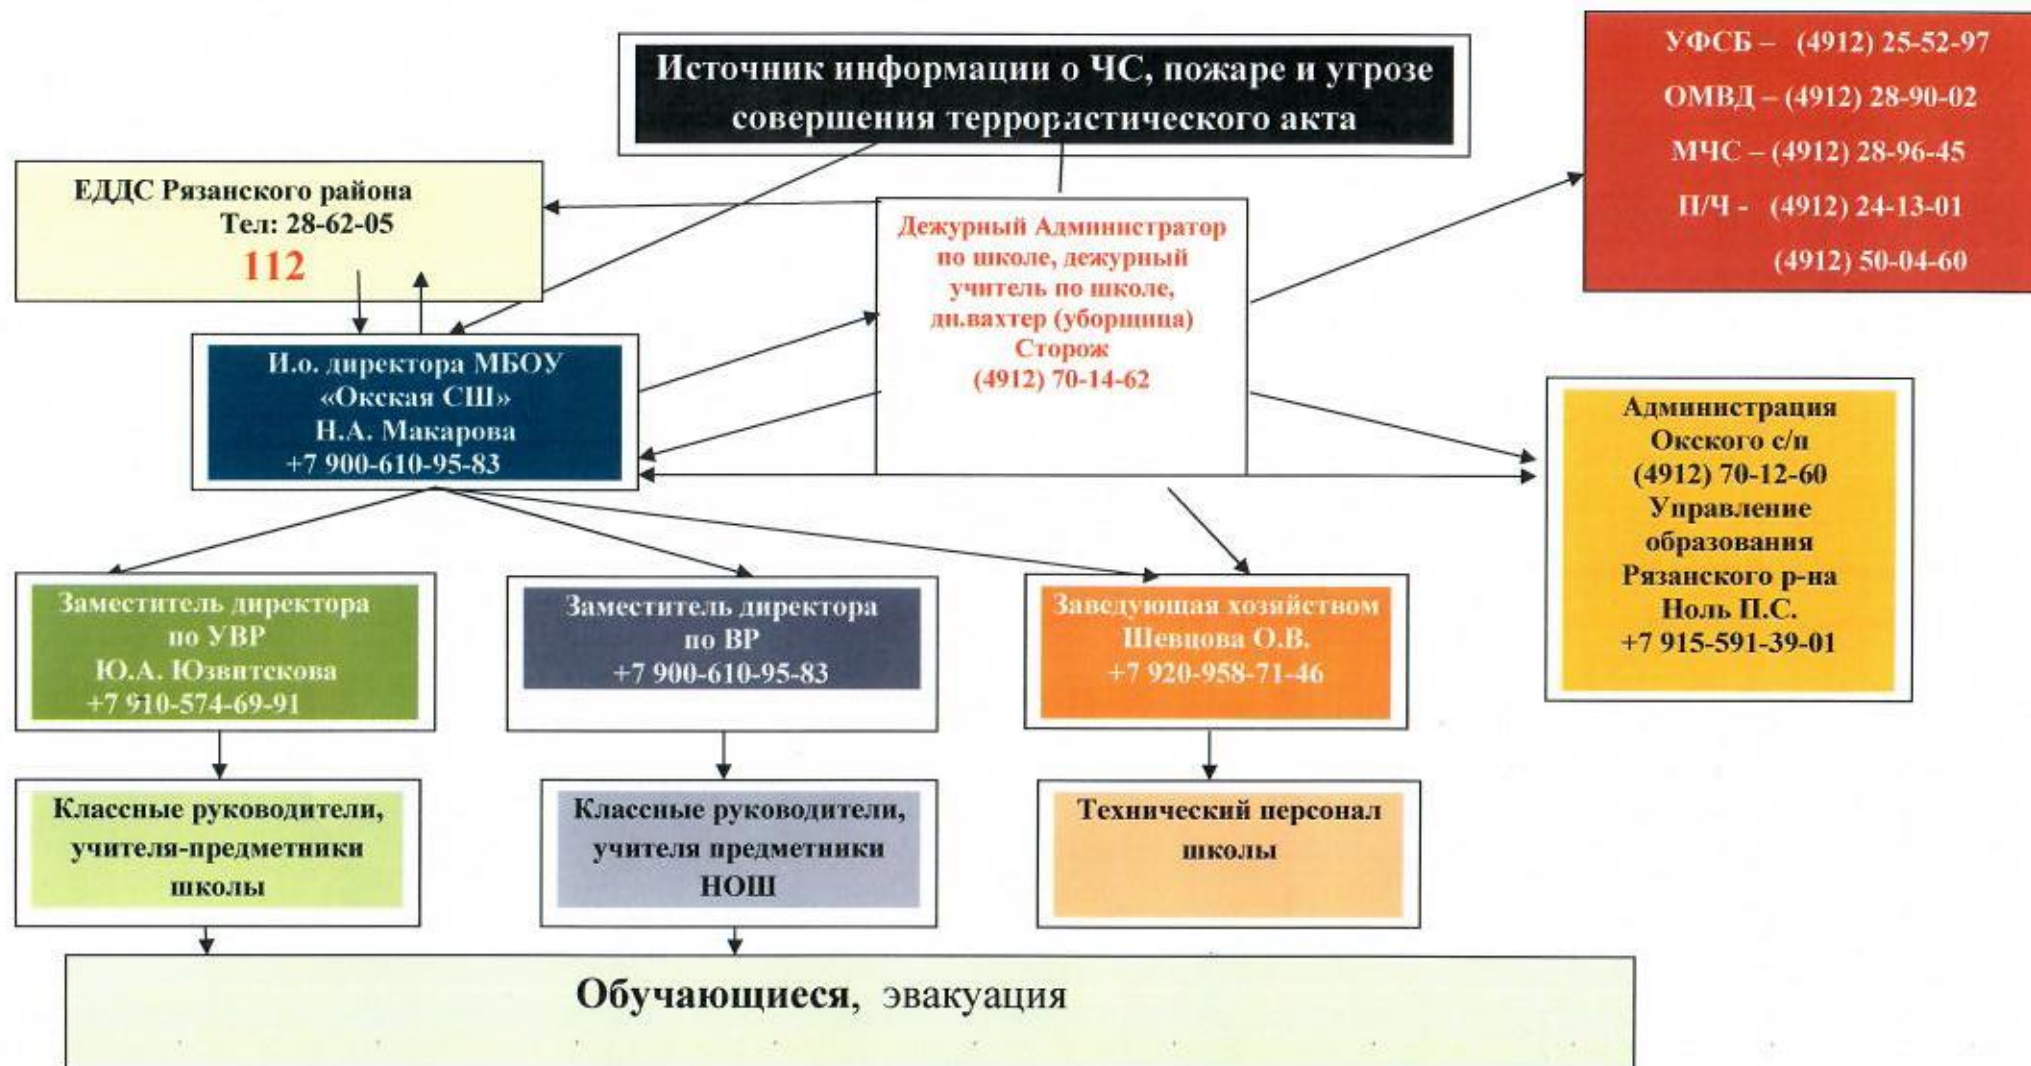 Источник информации о ЧС, пожаре и угрозе
совершения террористического акта
УФСБ – (4912) 25-52-97
ОМВД – (4912) 28-90-02
МЧС – (4912) 28-96-45
П/Ч - (4912) 24-13-01
(4912) 50-04-60
ЕДДС Рязанского района
Тел: 28-62-05
112
Дежурный Администратор
по школе, дежурный
учитель по школе,
дн.вахтер (уборщица)
Сторож
(4912) 70-14-62
И.о. директора МБОУ
«Окская СШ»
Н.А. Макарова
+7 900-610-95-83
Администрация
Окского с/п
(4912) 70-12-60
Управление
образования
Рязанского р-на
Ноль П.С.
+7 915-591-39-01
Заместитель директора
по УВР
Ю.А. Юзвитскова
+7 910-574-69-91
Заместитель директора
по ВР
+7 900-610-95-83
Заведующая хозяйством
Шевцова О.В.
+7 920-958-71-46
Классные руководители,
учителя-предметники
школы
Классные руководители,
учителя предметники
НОШ
Технический персонал
школы
Обучающиеся, эвакуация